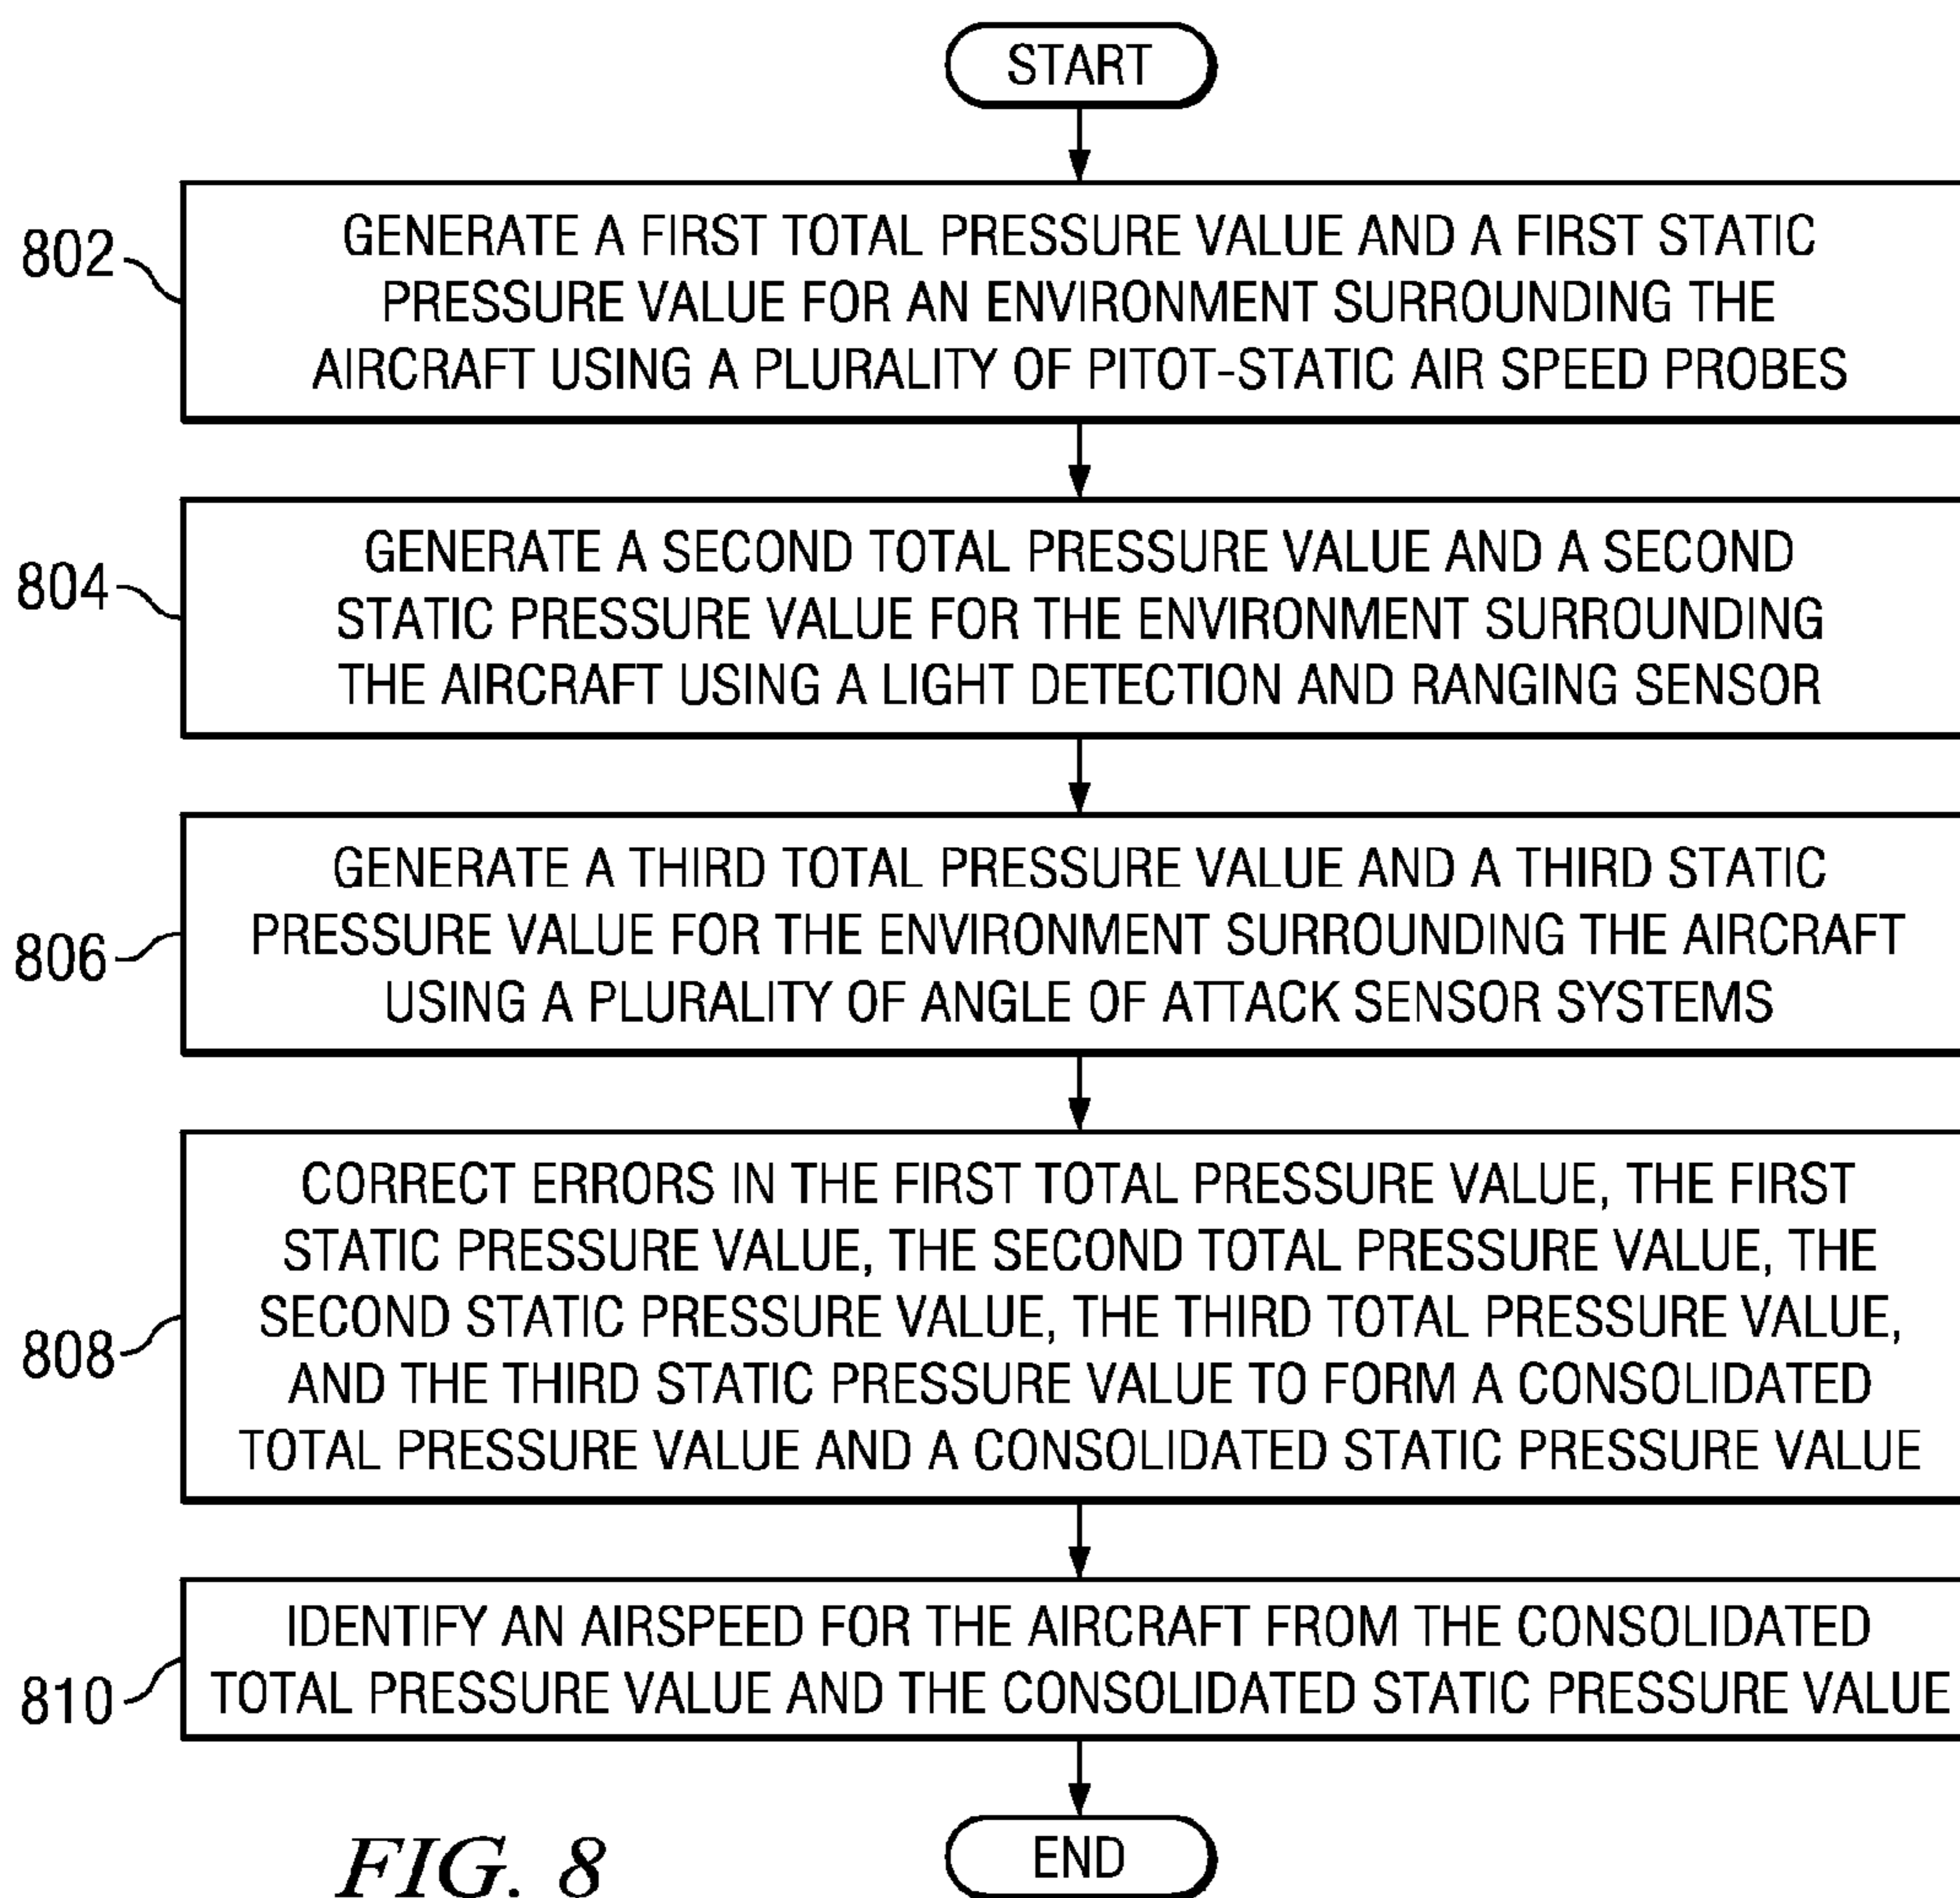 START
802
GENERATE A FIRST TOTAL PRESSURE VALUE AND A FIRST STATIC
PRESSURE VALUE FOR AN ENVIRONMENT SURROUNDING THE
AIRCRAFT USING A PLURALITY OF PITOT-STATIC AIR SPEED PROBES
804
GENERATE A SECOND TOTAL PRESSURE VALUE AND A SECOND
STATIC PRESSURE VALUE FOR THE ENVIRONMENT SURROUNDING
THE AIRCRAFT USING A LIGHT DETECTION AND RANGING SENSOR
806
GENERATE A THIRD TOTAL PRESSURE VALUE AND A THIRD STATIC
PRESSURE VALUE FOR THE ENVIRONMENT SURROUNDING THE AIRCRAFT
USING A PLURALITY OF ANGLE OF ATTACK SENSOR SYSTEMS
808
CORRECT ERRORS IN THE FIRST TOTAL PRESSURE VALUE, THE FIRST
STATIC PRESSURE VALUE, THE SECOND TOTAL PRESSURE VALUE, THE
SECOND STATIC PRESSURE VALUE, THE THIRD TOTAL PRESSURE VALUE,
AND THE THIRD STATIC PRESSURE VALUE TO FORM A CONSOLIDATED
TOTAL PRESSURE VALUE AND A CONSOLIDATED STATIC PRESSURE VALUE
810
IDENTIFY AN AIRSPEED FOR THE AIRCRAFT FROM THE CONSOLIDATED
TOTAL PRESSURE VALUE AND THE CONSOLIDATED STATIC PRESSURE VALUE
END
FIG. 8